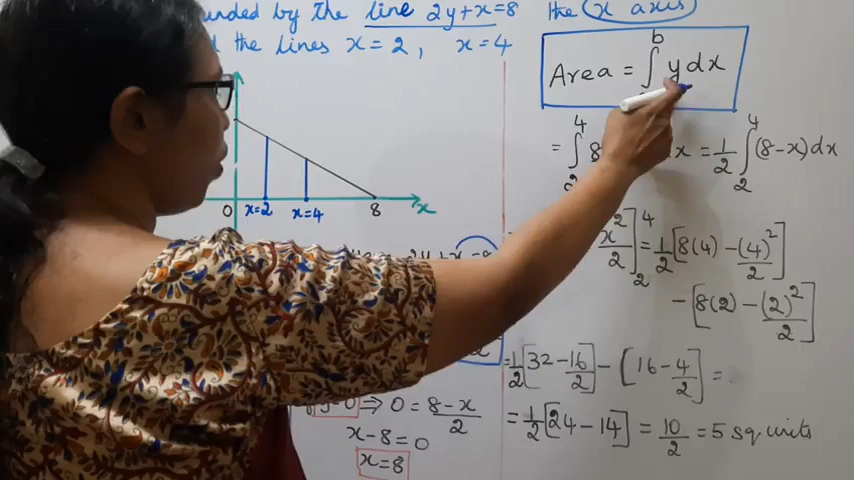 by the line 2y+x=8 the x axis
the lines x=2, x=4
Area = ∫ b y dx
= ∫ 4 2 8 x = 1/2 ∫ 4 2 (8-x) dx
0 x=2 x=4 8 x
x²/2 ] 4 2 = 1/2 [8(4) - (4)²/2]
- [8(2) - (2)²/2]
= 1/2 [32 - 16/2] - [16 - 4/2] =
= 1/2 [24 - 14] = 10/2 = 5 sq units
⇒ 0 = 8-x/2
x-8=0
x=8